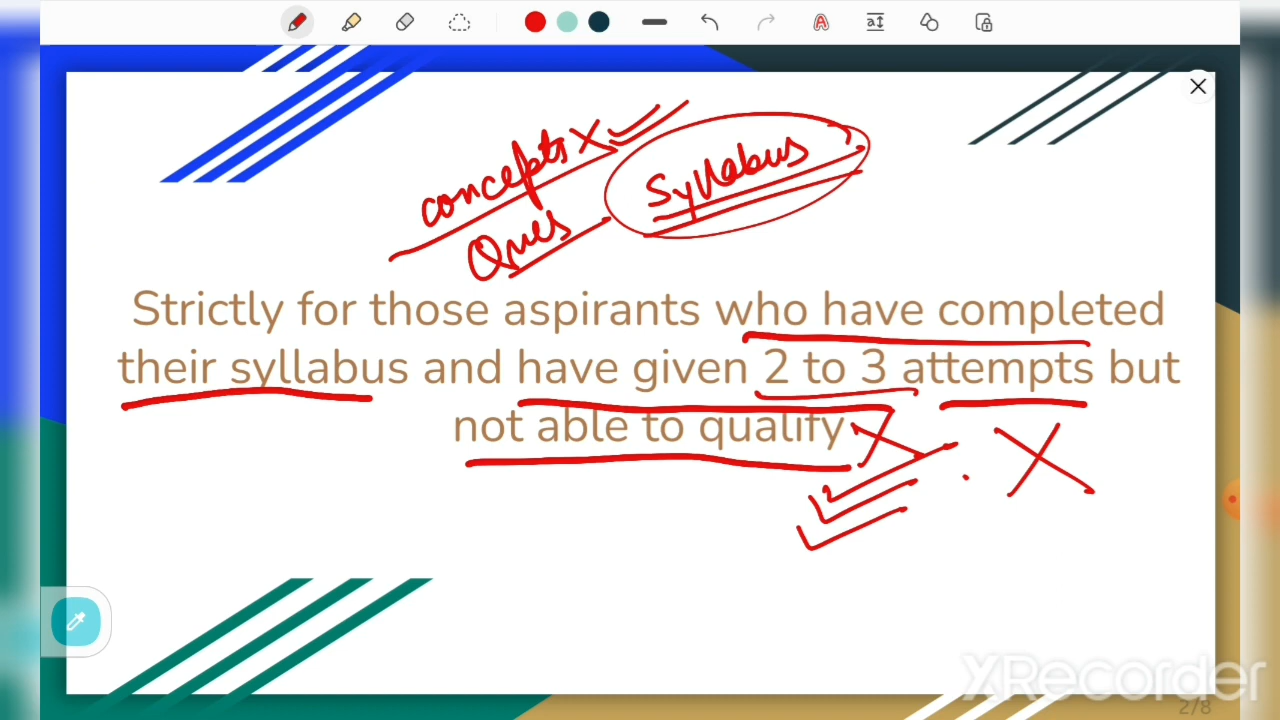 concepts
Syllabus
Ques
Strictly for those aspirants who have completed
their syllabus and have given 2 to 3 attempts but
not able to qualify
XRecorder
2/8